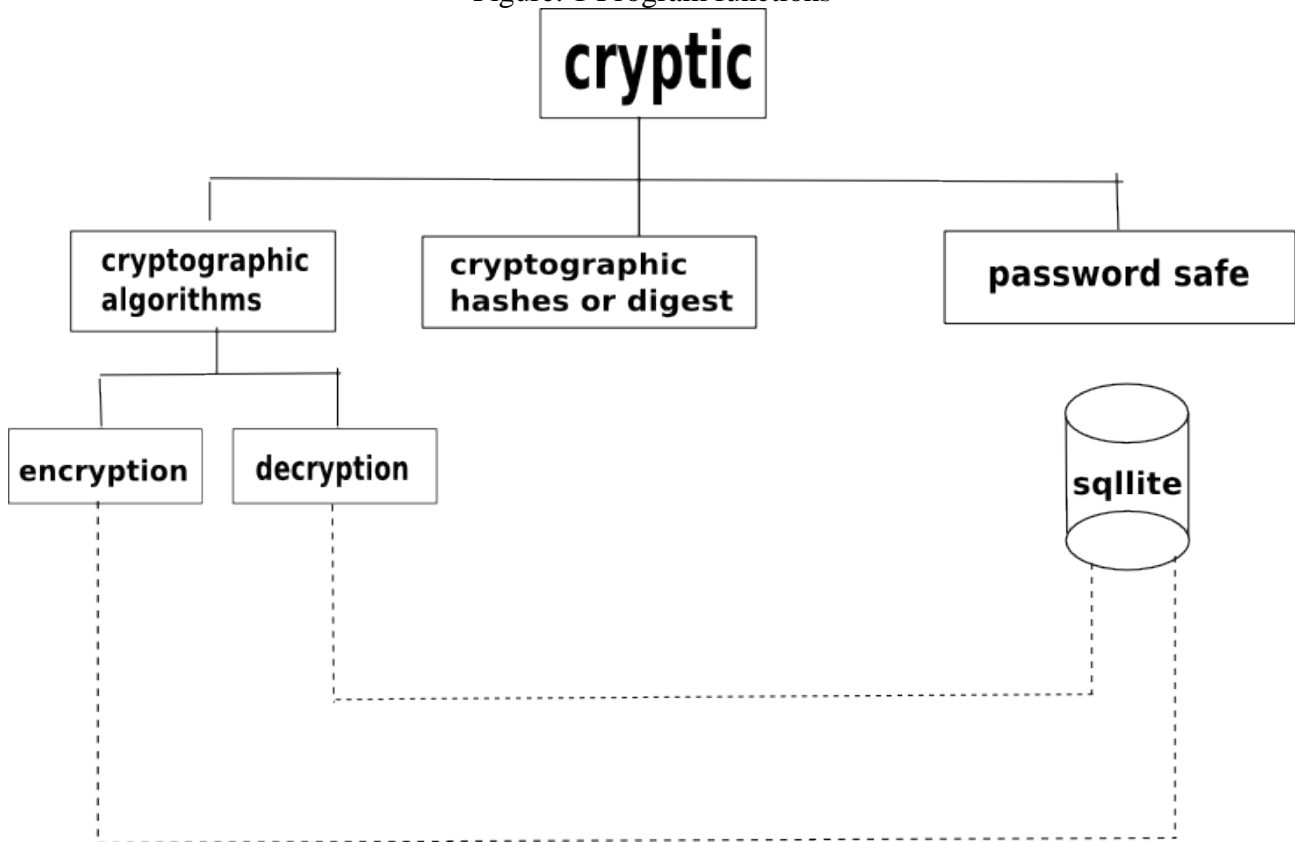 cryptic
cryptographic
algorithms
cryptographic
hashes or digest
password safe
encryption
decryption
sqllite